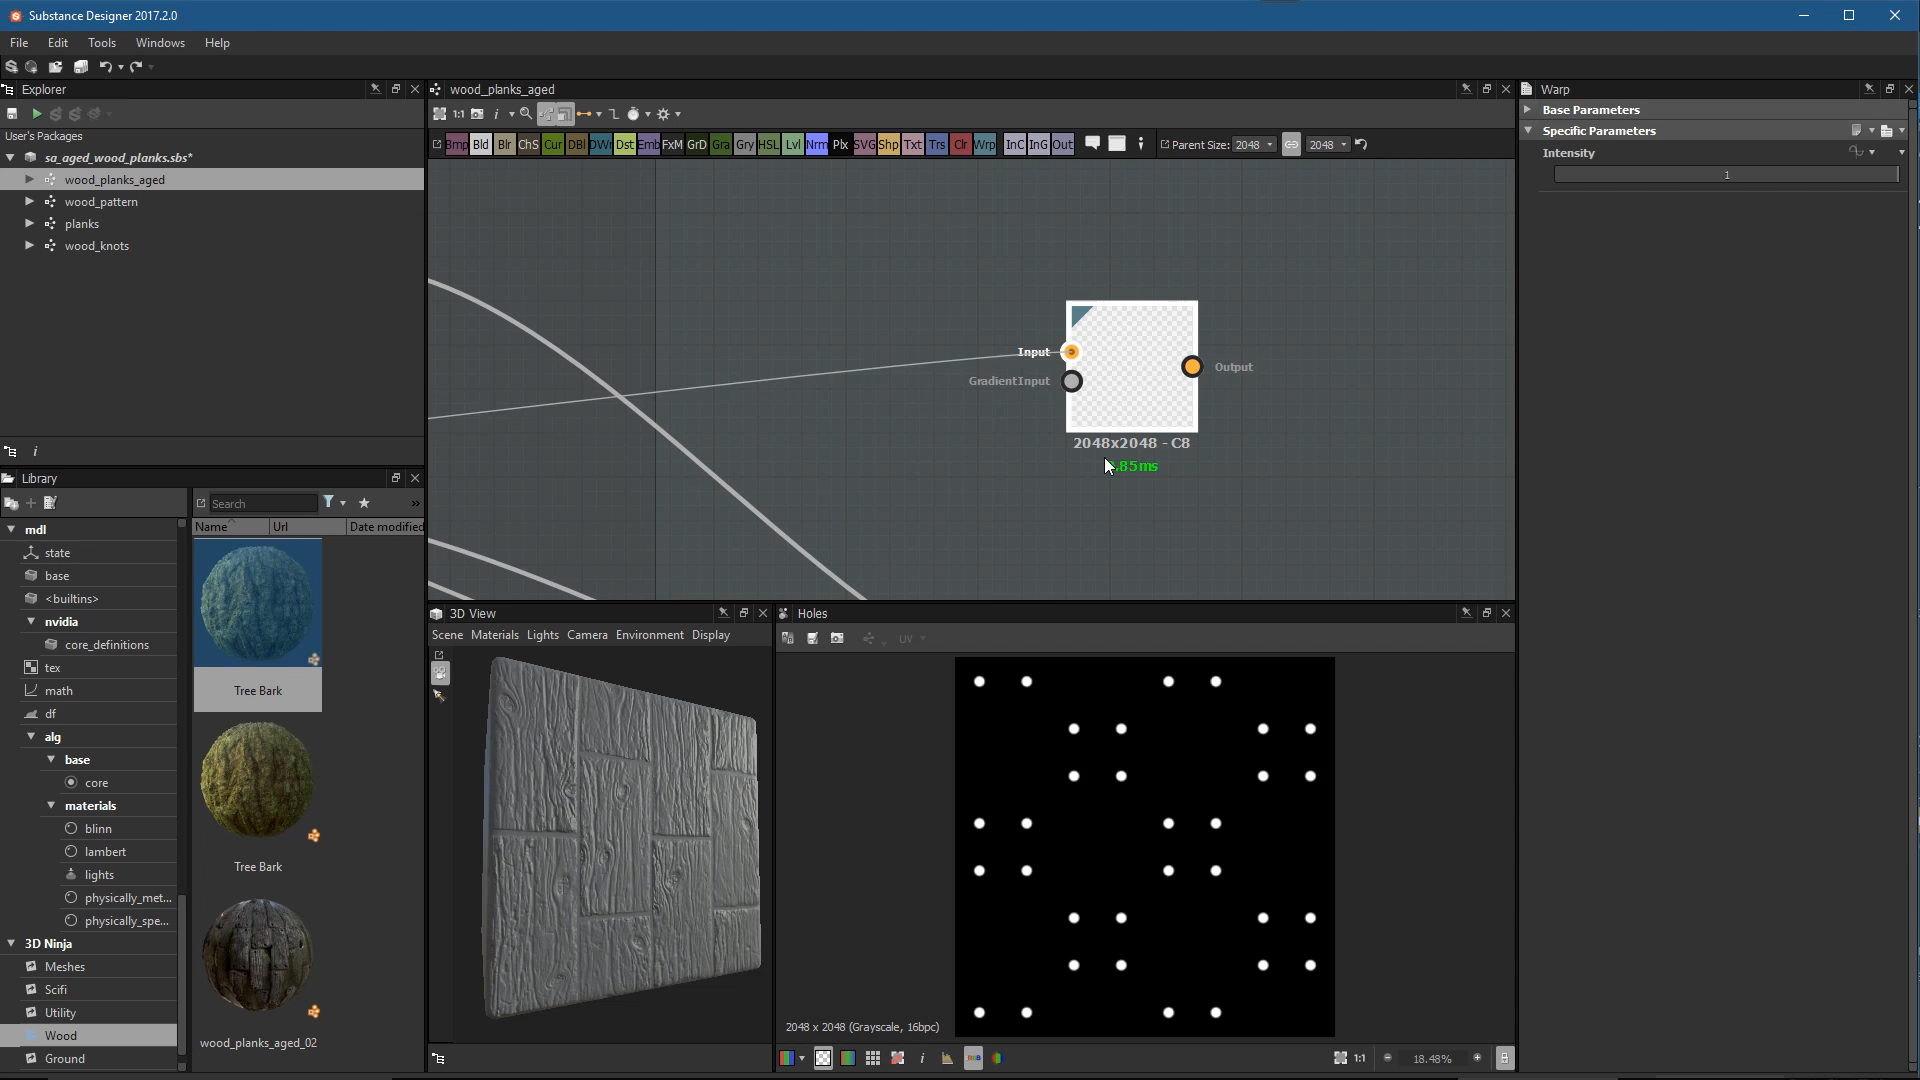 Substance Designer 2017.2.0
File Edit Tools Windows Help
Explorer
User's Packages
sa_aged_wood_planks.sbs*
wood_planks_aged
wood_pattern
planks
wood_knots
i
Library
Search
Name Url Date modified
mdl
state
base
<builtins>
nvidia
core_definitions
tex
math
df
alg
base
core
materials
blinn
lambert
lights
physically_met...
physically_spe...
3D Ninja
Meshes
Scifi
Utility
Wood
Ground
Tree Bark
Tree Bark
wood_planks_aged_02
wood_planks_aged
1:1 i
Bmp Bld Blr ChS Cur DBl DWr Dst Emb FxM GrD Gra Gry HSL Lvl Nrm Plx SVG Shp Txt Trs Clr Wrp InC InG Out Parent Size: 2048 2048
Input
GradientInput
Output
2048x2048 - C8
.85ms
3D View
Scene Materials Lights Camera Environment Display
Holes
UV
2048 x 2048 (Grayscale, 16bpc)
i RGB 1:1 18.48%
Warp
Base Parameters
Specific Parameters
Intensity
1